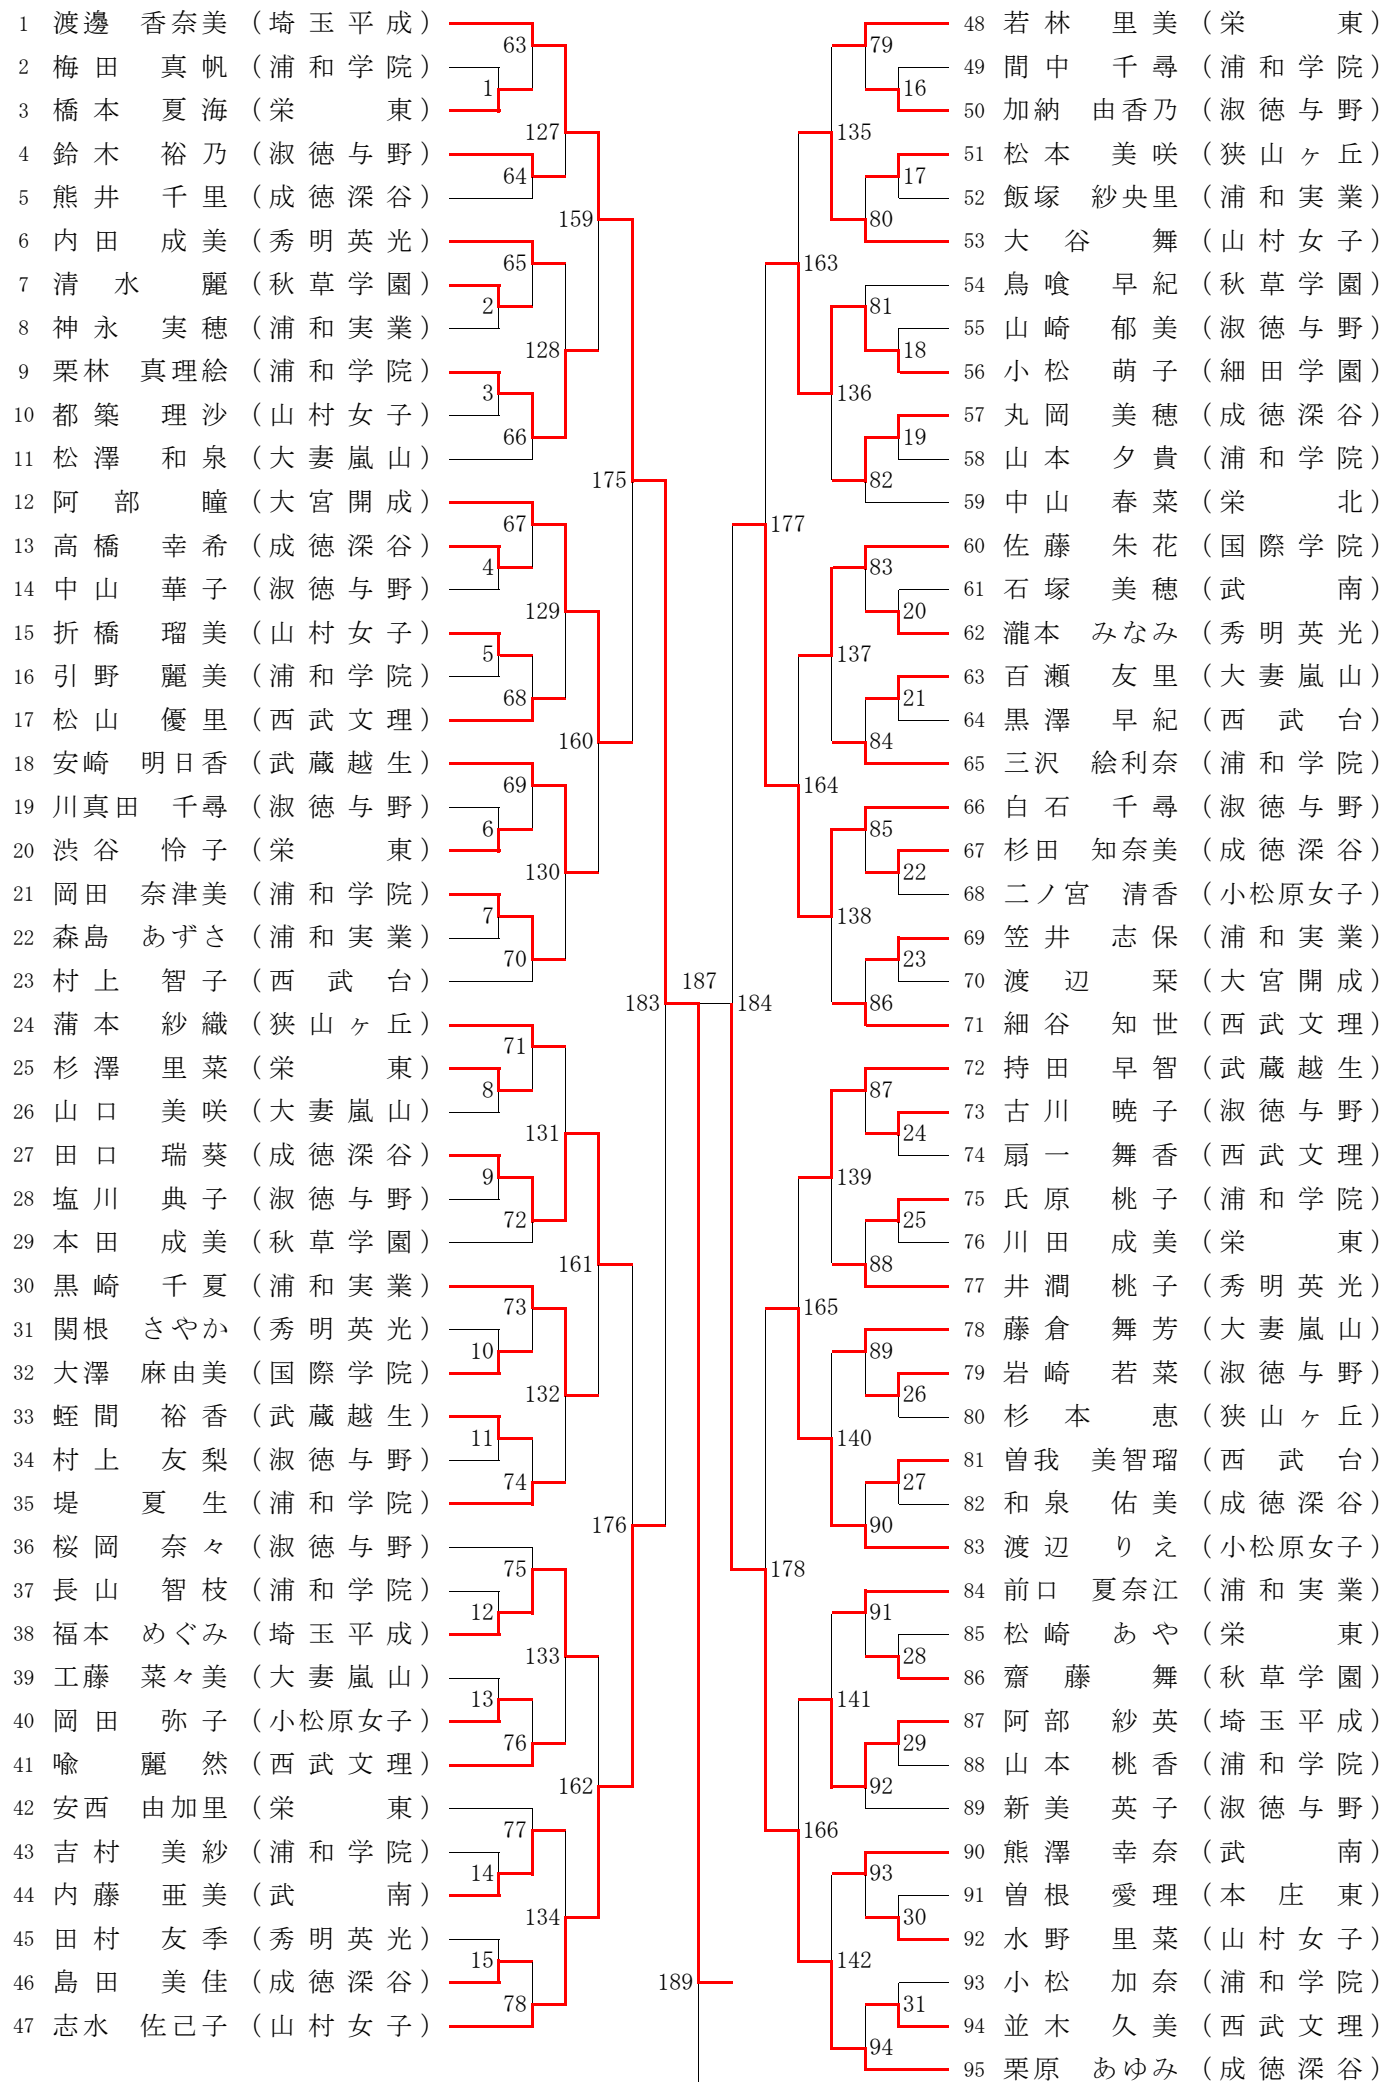 1 渡邊 香奈美 (埼玉平成)
2 梅田 真帆 (浦和学院)
3 橋本 夏海 (栄東)
4 鈴木 裕乃 (淑徳与野)
5 熊井 千里 (成徳深谷)
6 内田 成美 (秀明英光)
7 清水 麗 (秋草学園)
8 神永 実穂 (浦和実業)
9 栗林 真理絵 (浦和学院)
10 都築 理沙 (山村女子)
11 松澤 和泉 (大妻嵐山)
12 阿部 瞳 (大宮開成)
13 高橋 幸希 (成徳深谷)
14 中山 華子 (淑徳与野)
15 折橋 瑠美 (山村女子)
16 引野 麗美 (浦和学院)
17 松山 優里 (西武文理)
18 安崎 明日香 (武蔵越生)
19 川真田 千尋 (淑徳与野)
20 渋谷 怜子 (栄東)
21 岡田 奈津美 (浦和学院)
22 森島 あずさ (浦和実業)
23 村上 智子 (西武台)
24 蒲本 紗織 (狭山ヶ丘)
25 杉澤 里菜 (栄東)
26 山口 美咲 (大妻嵐山)
27 田口 瑞葵 (成徳深谷)
28 塩川 典子 (淑徳与野)
29 本田 成美 (秋草学園)
30 黒崎 千夏 (浦和実業)
31 関根 さやか (秀明英光)
32 大澤 麻由美 (国際学院)
33 蛭間 裕香 (武蔵越生)
34 村上 友梨 (淑徳与野)
35 堤 夏生 (浦和学院)
36 桜岡 奈々 (淑徳与野)
37 長山 智枝 (浦和学院)
38 福本 めぐみ (埼玉平成)
39 工藤 菜々美 (大妻嵐山)
40 岡田 弥子 (小松原女子)
41 喩 麗然 (西武文理)
42 安西 由加里 (栄東)
43 吉村 美紗 (浦和学院)
44 内藤 亜美 (武南)
45 田村 友季 (秀明英光)
46 島田 美佳 (成徳深谷)
47 志水 佐己子 (山村女子)
1
2
3
4
5
6
7
8
9
10
11
12
13
14
15
63
64
65
66
67
68
69
70
71
72
73
74
75
76
77
78
127
128
129
130
131
132
133
134
159
160
161
162
175
176
183
187
189
184
177
178
163
164
165
166
135
136
137
138
139
140
141
142
79
80
81
82
83
84
85
86
87
88
89
90
91
92
93
94
16
17
18
19
20
21
22
23
24
25
26
27
28
29
30
31
48 若林 里美 (栄東)
49 間中 千尋 (浦和学院)
50 加納 由香乃 (淑徳与野)
51 松本 美咲 (狭山ヶ丘)
52 飯塚 紗央里 (浦和実業)
53 大谷 舞 (山村女子)
54 鳥喰 早紀 (秋草学園)
55 山崎 郁美 (淑徳与野)
56 小松 萌子 (細田学園)
57 丸岡 美穂 (成徳深谷)
58 山本 夕貴 (浦和学院)
59 中山 春菜 (栄北)
60 佐藤 朱花 (国際学院)
61 石塚 美穂 (武南)
62 瀧本 みなみ (秀明英光)
63 百瀬 友里 (大妻嵐山)
64 黒澤 早紀 (西武台)
65 三沢 絵利奈 (浦和学院)
66 白石 千尋 (淑徳与野)
67 杉田 知奈美 (成徳深谷)
68 二ノ宮 清香 (小松原女子)
69 笠井 志保 (浦和実業)
70 渡辺 栞 (大宮開成)
71 細谷 知世 (西武文理)
72 持田 早智 (武蔵越生)
73 古川 暁子 (淑徳与野)
74 扇一 舞香 (西武文理)
75 氏原 桃子 (浦和学院)
76 川田 成美 (栄東)
77 井澗 桃子 (秀明英光)
78 藤倉 舞芳 (大妻嵐山)
79 岩崎 若菜 (淑徳与野)
80 杉本 恵 (狭山ヶ丘)
81 曽我 美智瑠 (西武台)
82 和泉 佑美 (成徳深谷)
83 渡辺 りえ (小松原女子)
84 前口 夏奈江 (浦和実業)
85 松崎 あや (栄東)
86 齋藤 舞 (秋草学園)
87 阿部 紗英 (埼玉平成)
88 山本 桃香 (浦和学院)
89 新美 英子 (淑徳与野)
90 熊澤 幸奈 (武南)
91 曽根 愛理 (本庄東)
92 水野 里菜 (山村女子)
93 小松 加奈 (浦和学院)
94 並木 久美 (西武文理)
95 栗原 あゆみ (成徳深谷)